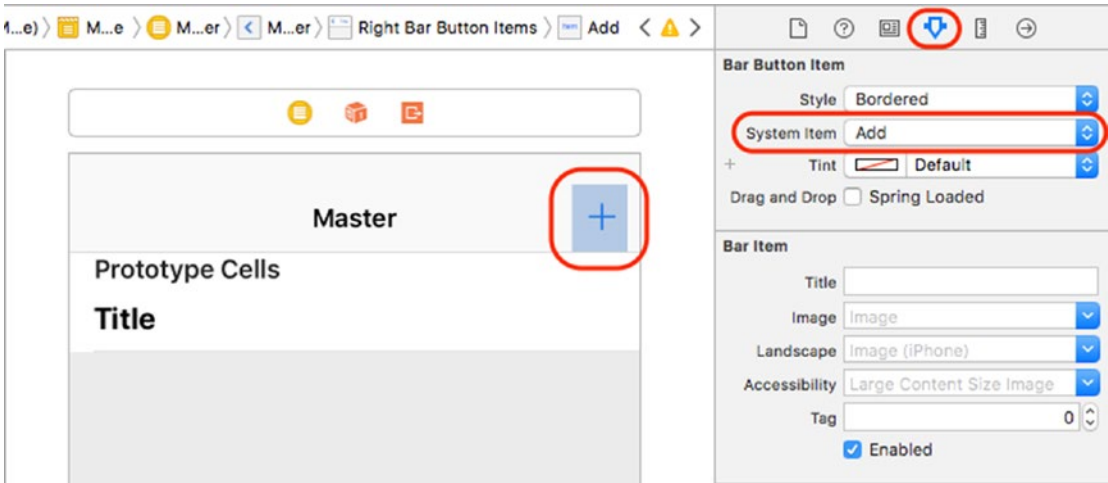 1...e) M...e M...er M...er Right Bar Button Items Add
Master
Prototype Cells
Title
Bar Button Item
Style Bordered
System Item Add
Tint Default
Drag and Drop Spring Loaded
Bar Item
Title
Image Image
Landscape Image (iPhone)
Accessibility Large Content Size Image
Tag 0
Enabled